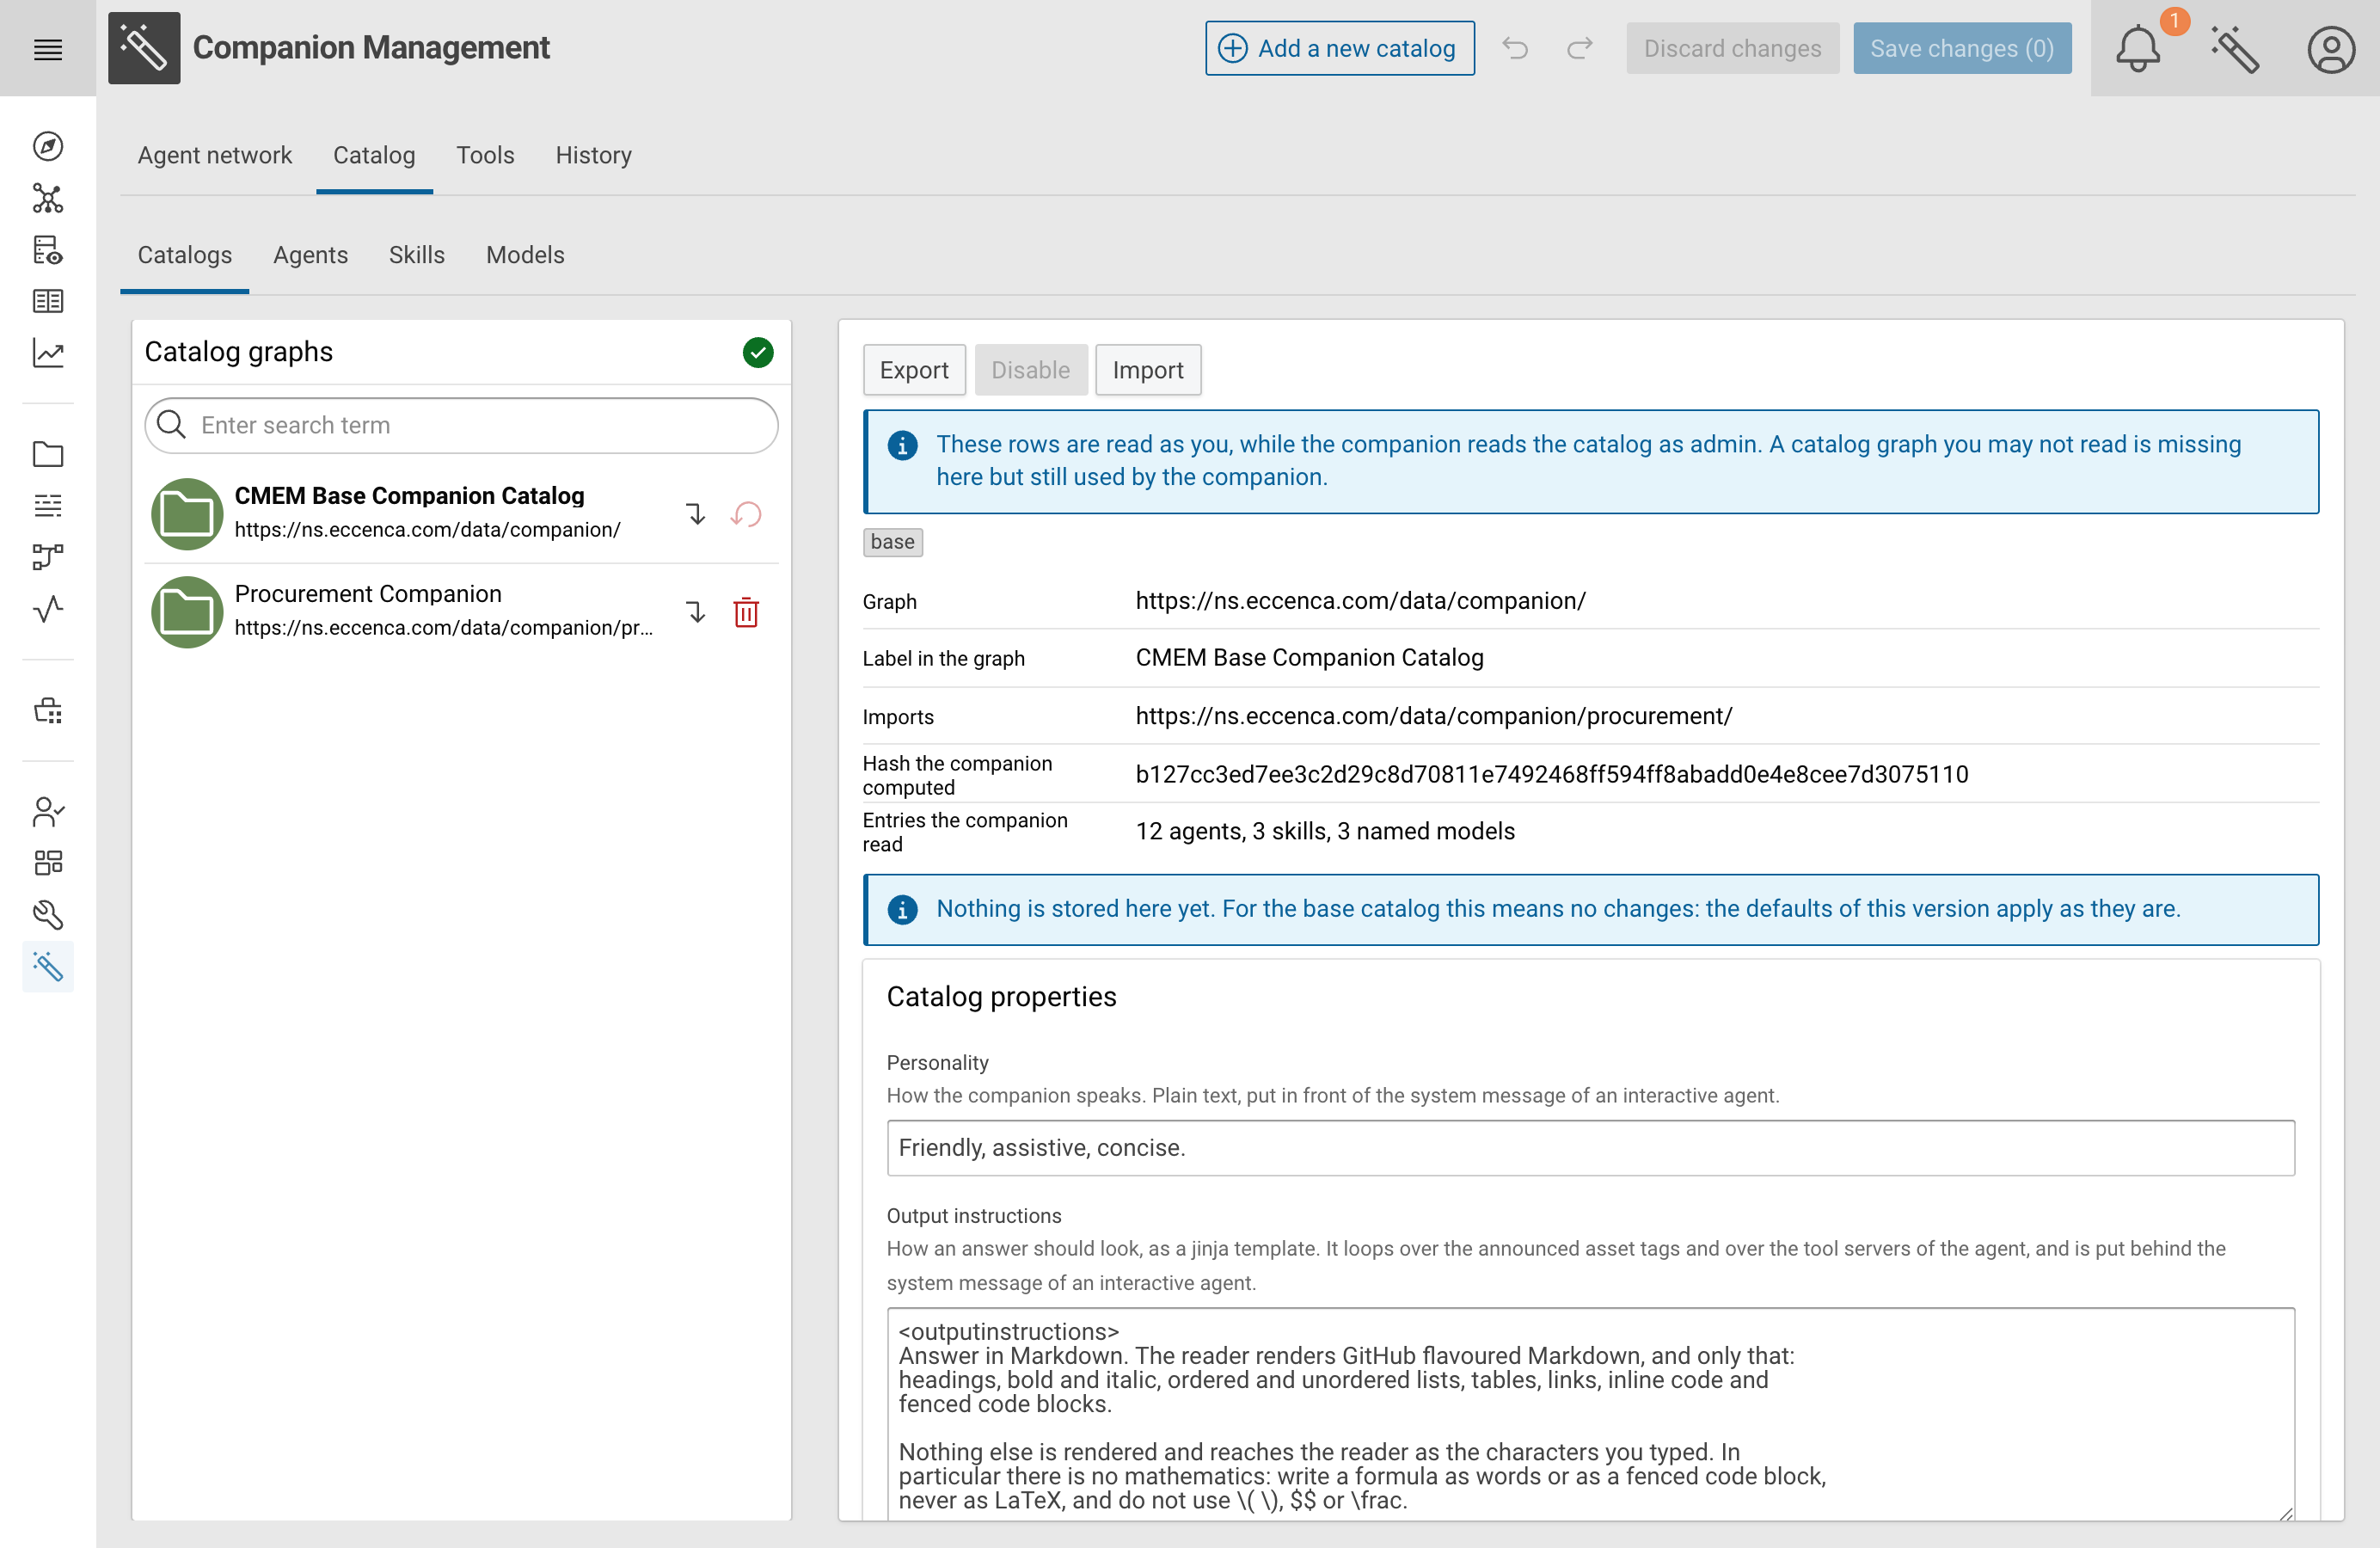 Companion Management
Add a new catalog
Discard changes
Save changes (0)
1
Agent network
Catalog
Tools
History
Catalogs
Agents
Skills
Models
Catalog graphs
Enter search term
CMEM Base Companion Catalog
https://ns.eccenca.com/data/companion/
Procurement Companion
https://ns.eccenca.com/data/companion/pr...
Export
Disable
Import
These rows are read as you, while the companion reads the catalog as admin. A catalog graph you may not read is missing
here but still used by the companion.
base
Graph
https://ns.eccenca.com/data/companion/
Label in the graph
CMEM Base Companion Catalog
Imports
https://ns.eccenca.com/data/companion/procurement/
Hash the companion
computed
b127cc3ed7ee3c2d29c8d70811e7492468ff594ff8abadd0e4e8cee7d3075110
Entries the companion
read
12 agents, 3 skills, 3 named models
Nothing is stored here yet. For the base catalog this means no changes: the defaults of this version apply as they are.
Catalog properties
Personality
How the companion speaks. Plain text, put in front of the system message of an interactive agent.
Friendly, assistive, concise.
Output instructions
How an answer should look, as a jinja template. It loops over the announced asset tags and over the tool servers of the agent, and is put behind the
system message of an interactive agent.
<outputinstructions>
Answer in Markdown. The reader renders GitHub flavoured Markdown, and only that:
headings, bold and italic, ordered and unordered lists, tables, links, inline code and
fenced code blocks.
Nothing else is rendered and reaches the reader as the characters you typed. In
particular there is no mathematics: write a formula as words or as a fenced code block,
never as LaTeX, and do not use \( \), $$ or \frac.